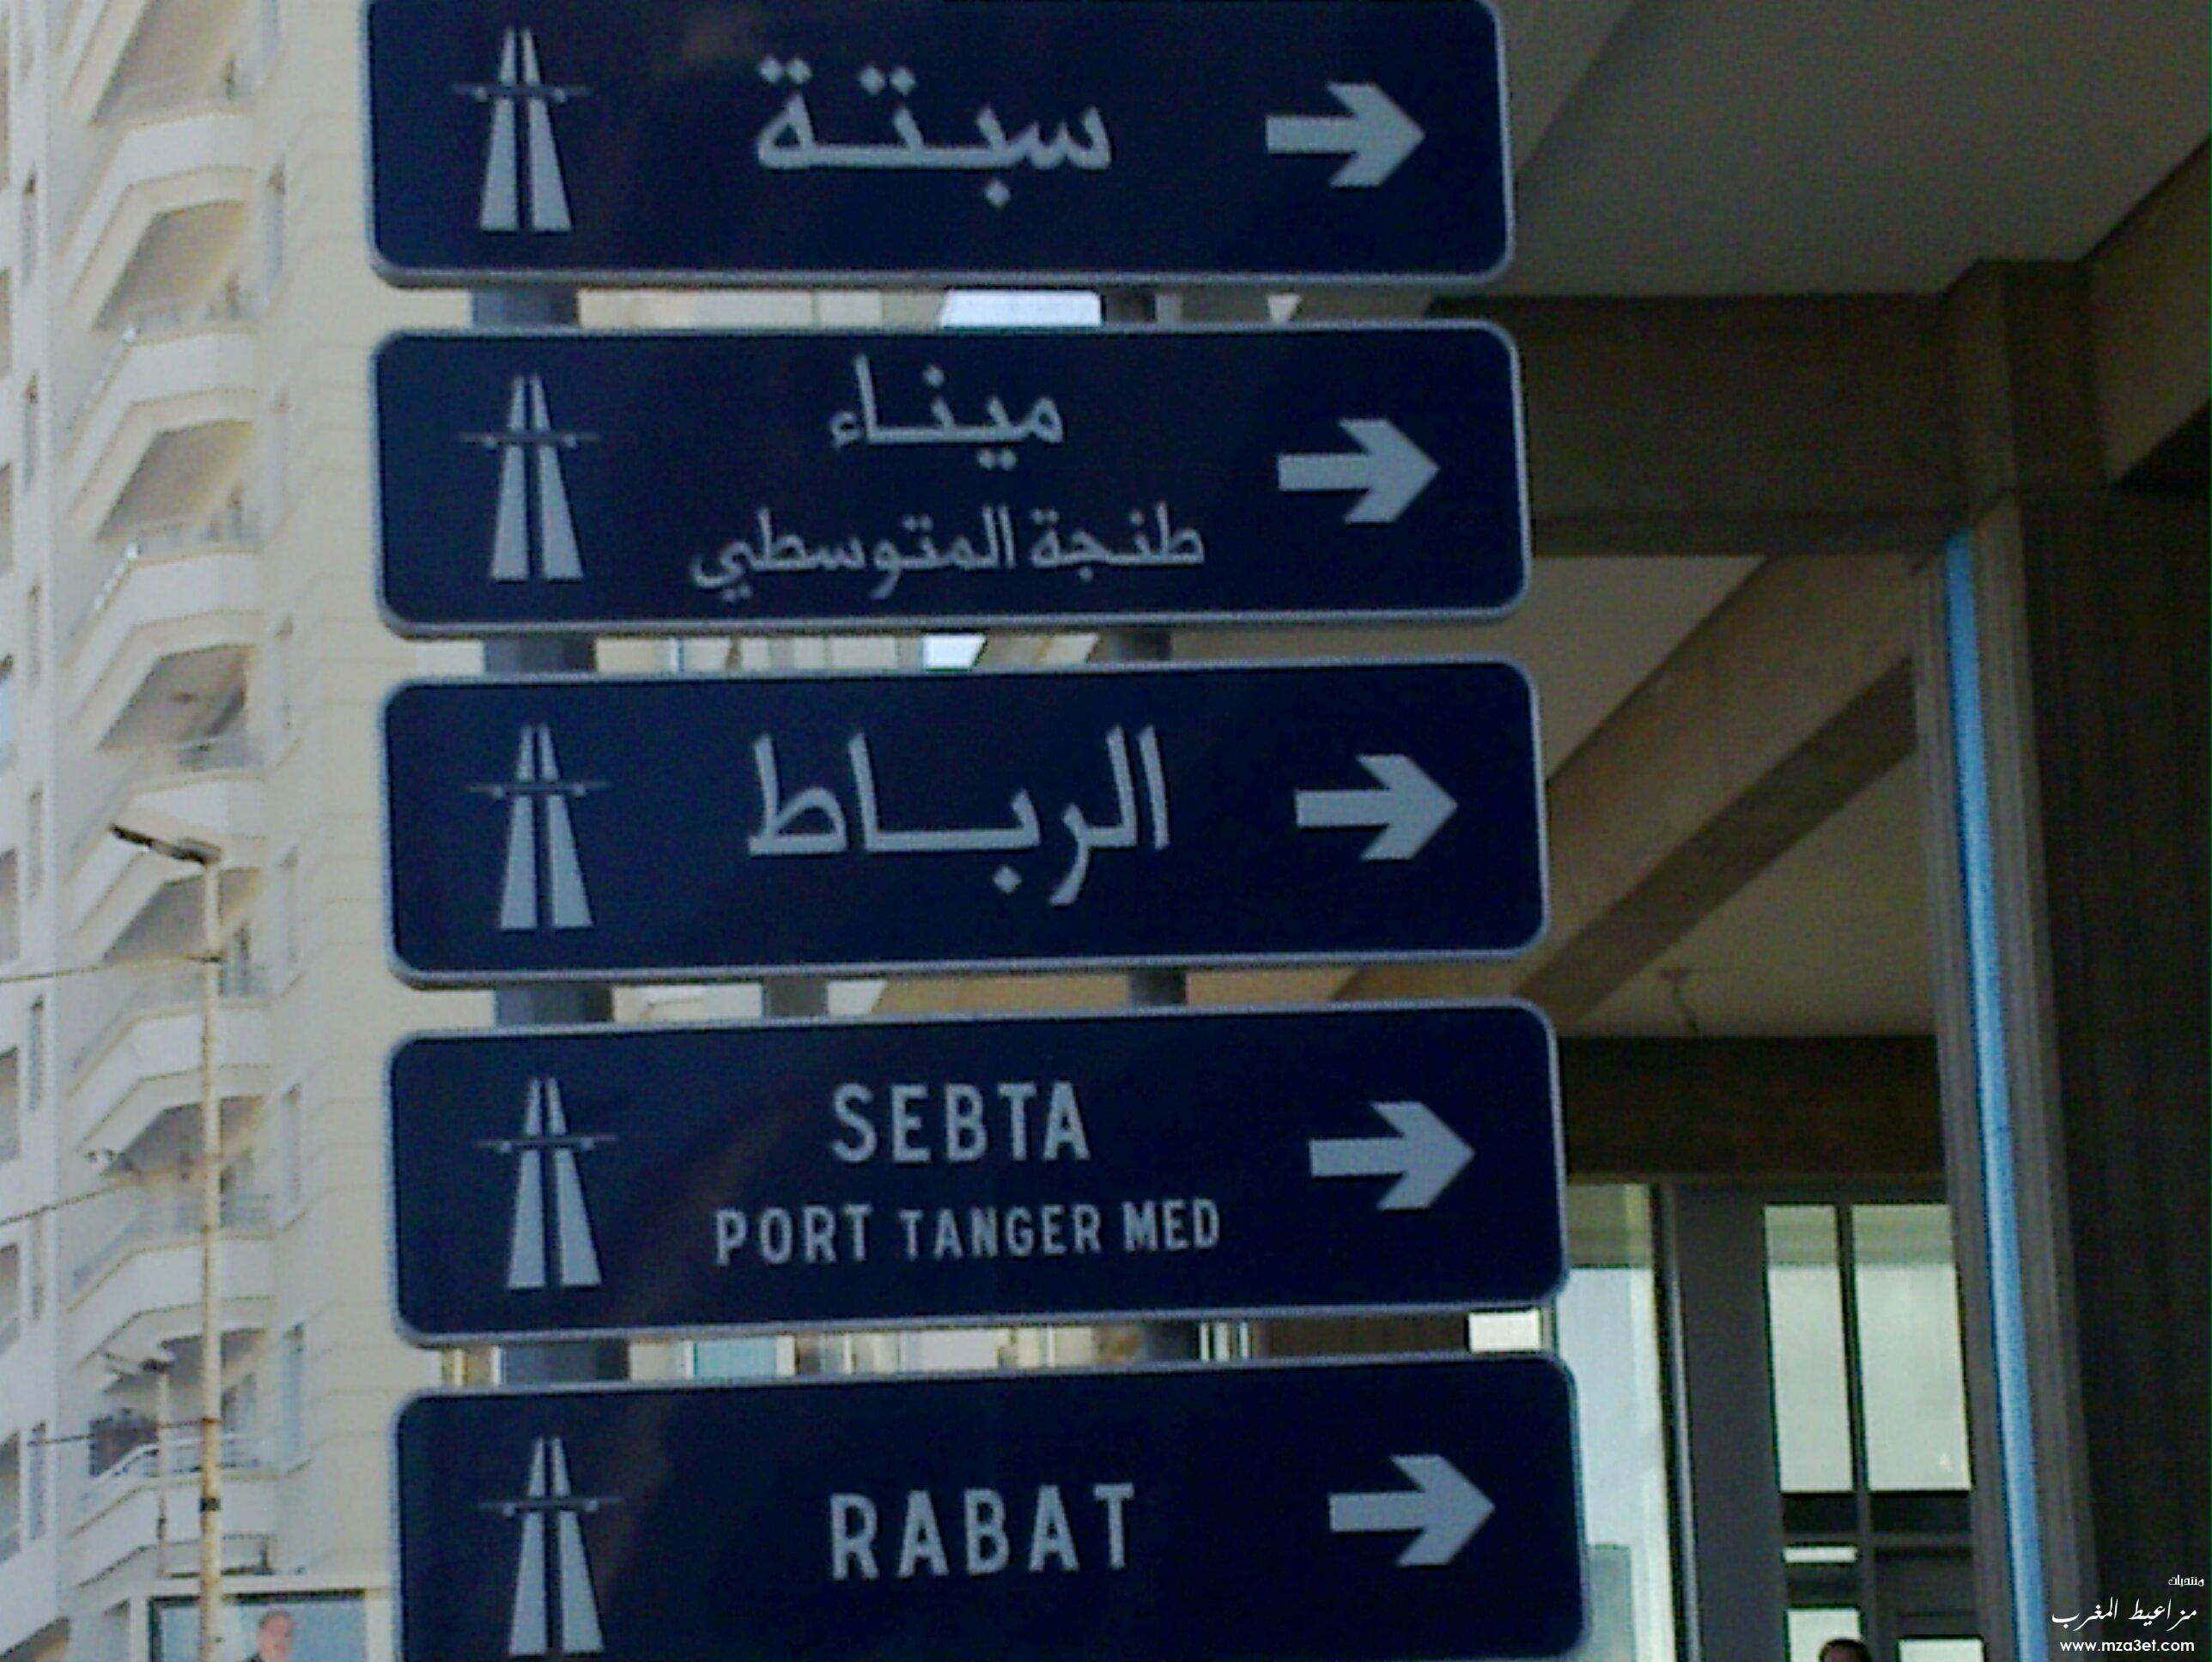 سبتة
ميناء
طنجة المتوسطي
الرباط
SEBTA
PORT TANGER MED
RABAT
منتديات
مزاعيط المغرب
www.mza3et.com